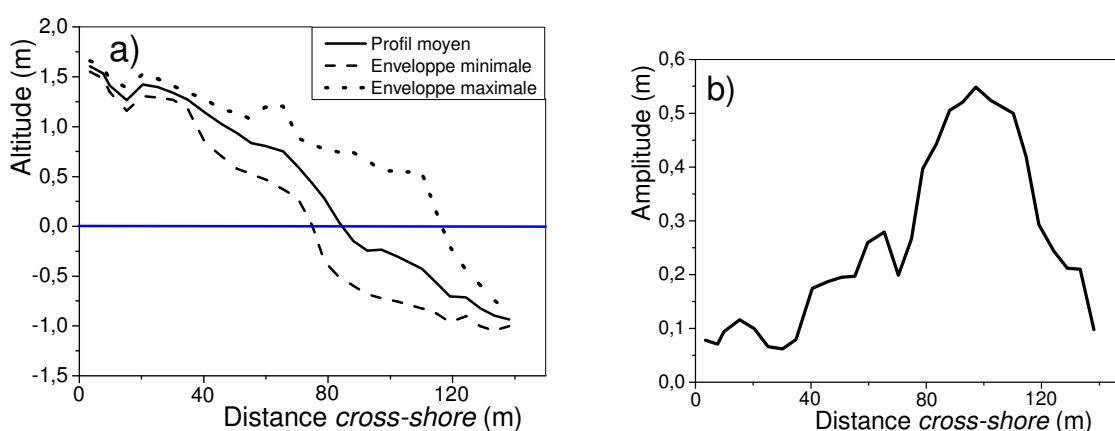 a)
Profil moyen
Enveloppe minimale
Enveloppe maximale
Altitude (m)
2,0
1,5
1,0
0,5
0,0
-0,5
-1,0
-1,5
0
40
80
120
Distance cross-shore (m)
b)
Amplitude (m)
0,6
0,5
0,4
0,3
0,2
0,1
0,0
0
40
80
120
Distance cross-shore (m)